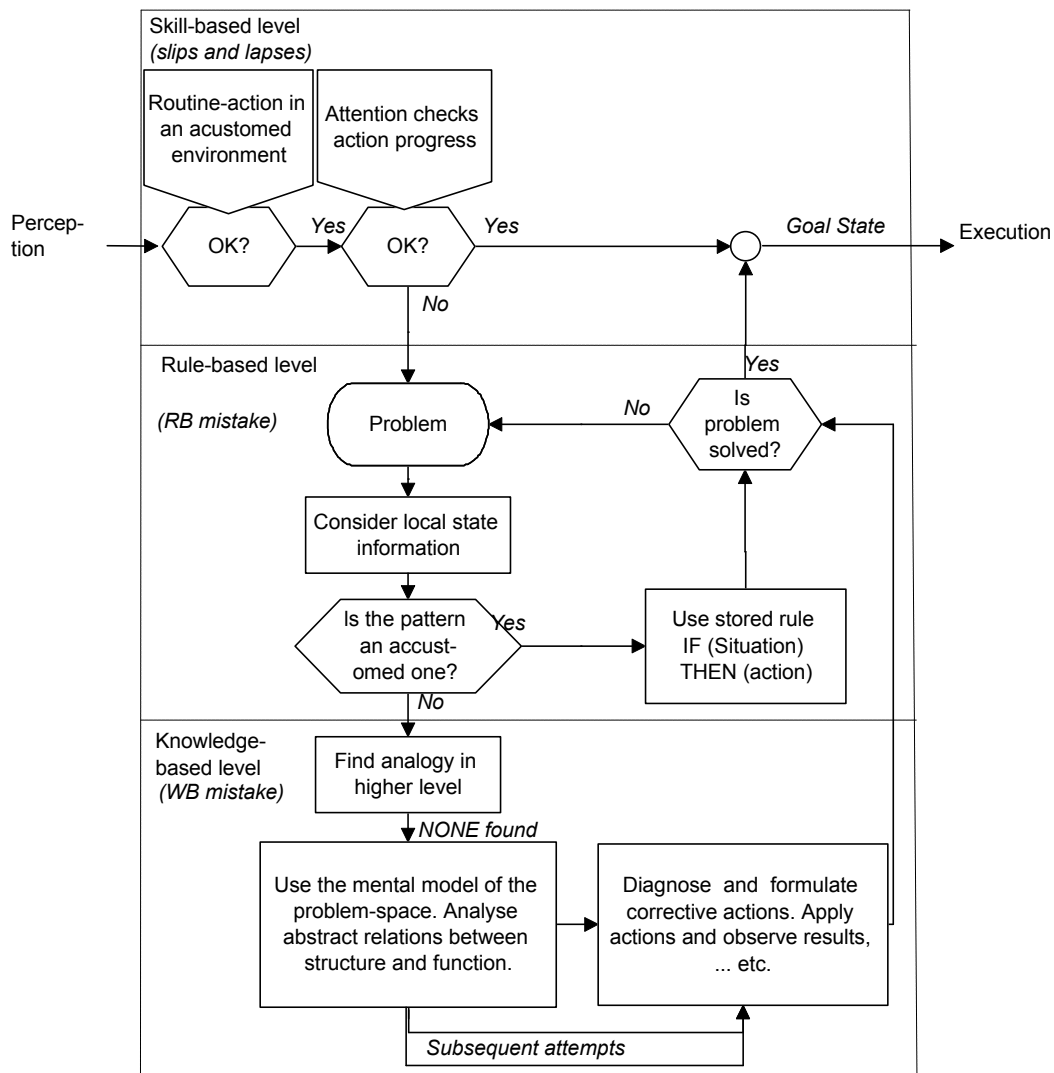 Skill-based level
(slips and lapses)
Routine-action in
an acustomed
environment
Attention checks
action progress
Percep-
tion
OK?
Yes
OK?
Yes
Goal State
Execution
No
Rule-based level
(RB mistake)
Problem
No
Yes
Is
problem
solved?
Consider local state
information
Is the pattern
an accust-
omed one?
Yes
Use stored rule
IF (Situation)
THEN (action)
No
Knowledge-
based level
(WB mistake)
Find analogy in
higher level
NONE found
Use the mental model of the
problem-space. Analyse
abstract relations between
structure and function.
Diagnose and formulate
corrective actions. Apply
actions and observe results,
... etc.
Subsequent attempts